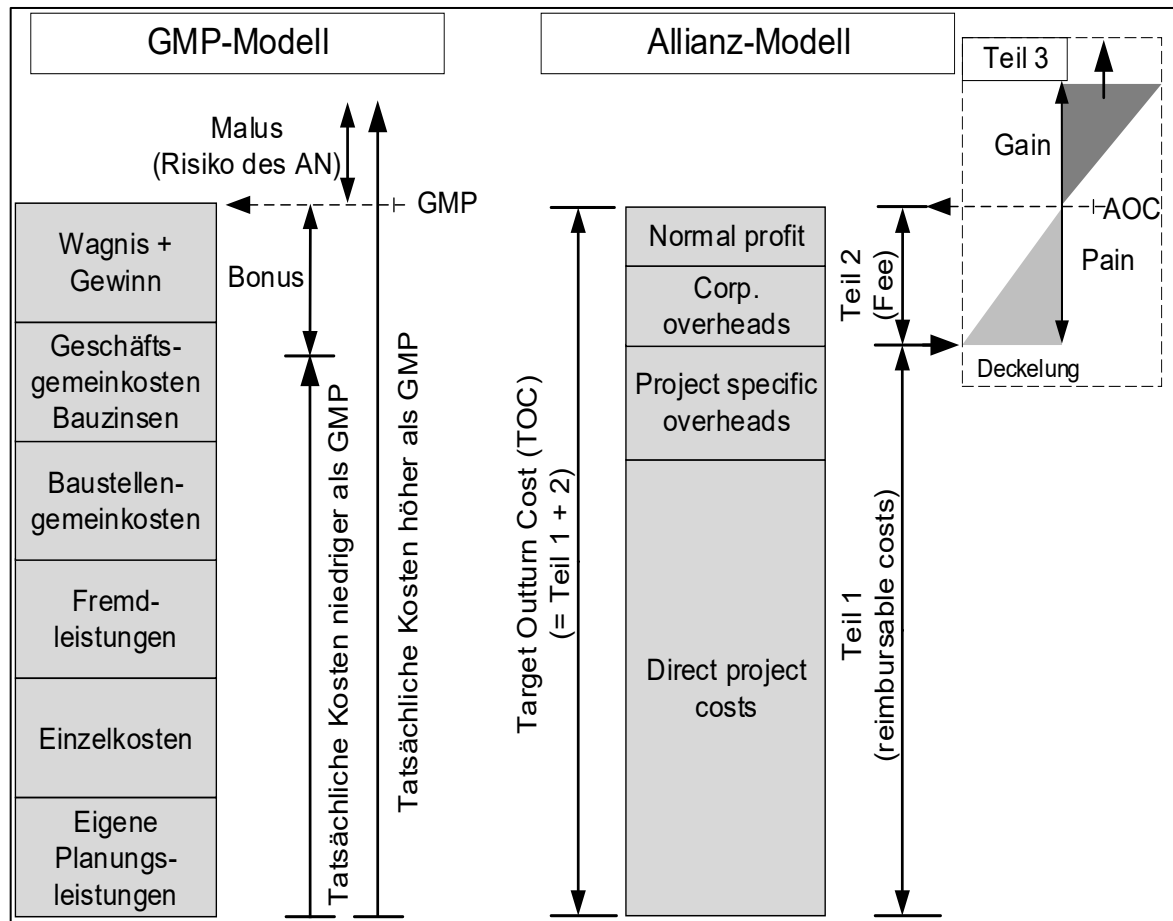 GMP-Modell
Malus
(Risiko des AN)
GMP
Bonus
Wagnis +
Gewinn
Geschäfts-
gemeinkosten
Bauzinsen
Baustellen-
gemeinkosten
Fremd-
leistungen
Einzelkosten
Eigene
Planungs-
leistungen
Tatsächliche Kosten niedriger als GMP
Tatsächliche Kosten höher als GMP
Allianz-Modell
Target Outturn Cost (TOC)
(= Teil 1 + 2)
Normal profit
Corp.
overheads
Project specific
overheads
Direct project
costs
Teil 2
(Fee)
Teil 1
(reimbursable costs)
Teil 3
Gain
AOC
Pain
Deckelung